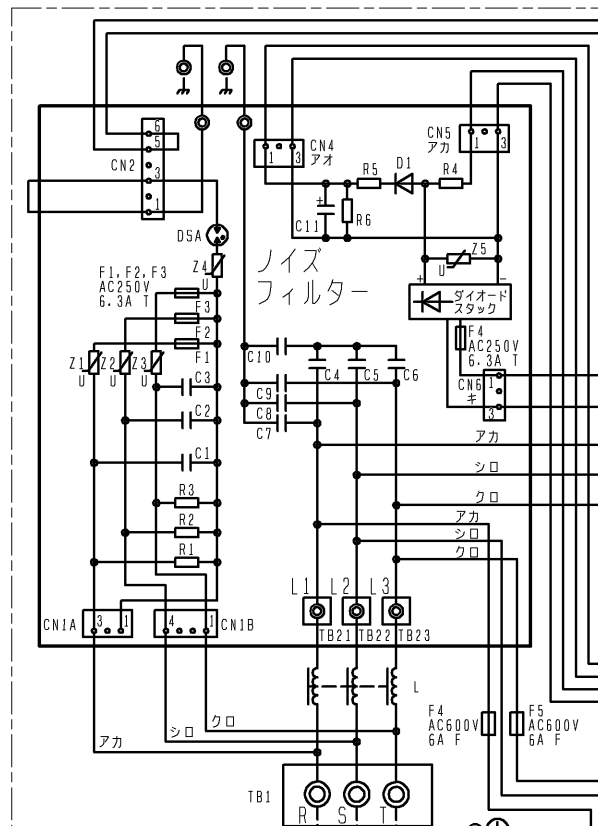 6
5
CN2
3
1
CN4
アオ
1
3
CN5
アカ
1
3
R5
D1
R4
+
C11
R6
DSA
Z4
U
ノイズ
フィルター
Z5
U
+
-
ダイオード
スタック
F1,F2,F3
AC250V
6.3A T
F3
F2
F1
F4
AC250V
6.3A T
CN6
キ
1
3
Z1
U
Z2
U
Z3
U
C10
C4
C5
C6
C3
C9
C8
C7
C2
C1
アカ
シロ
クロ
アカ
シロ
クロ
R3
R2
R1
L1
L2
L3
CN1A
3
1
4
1
CN1B
TB21
TB22
TB23
L
アカ
シロ
クロ
F4
AC600V
6A F
F5
AC600V
6A F
TB1
R
S
T